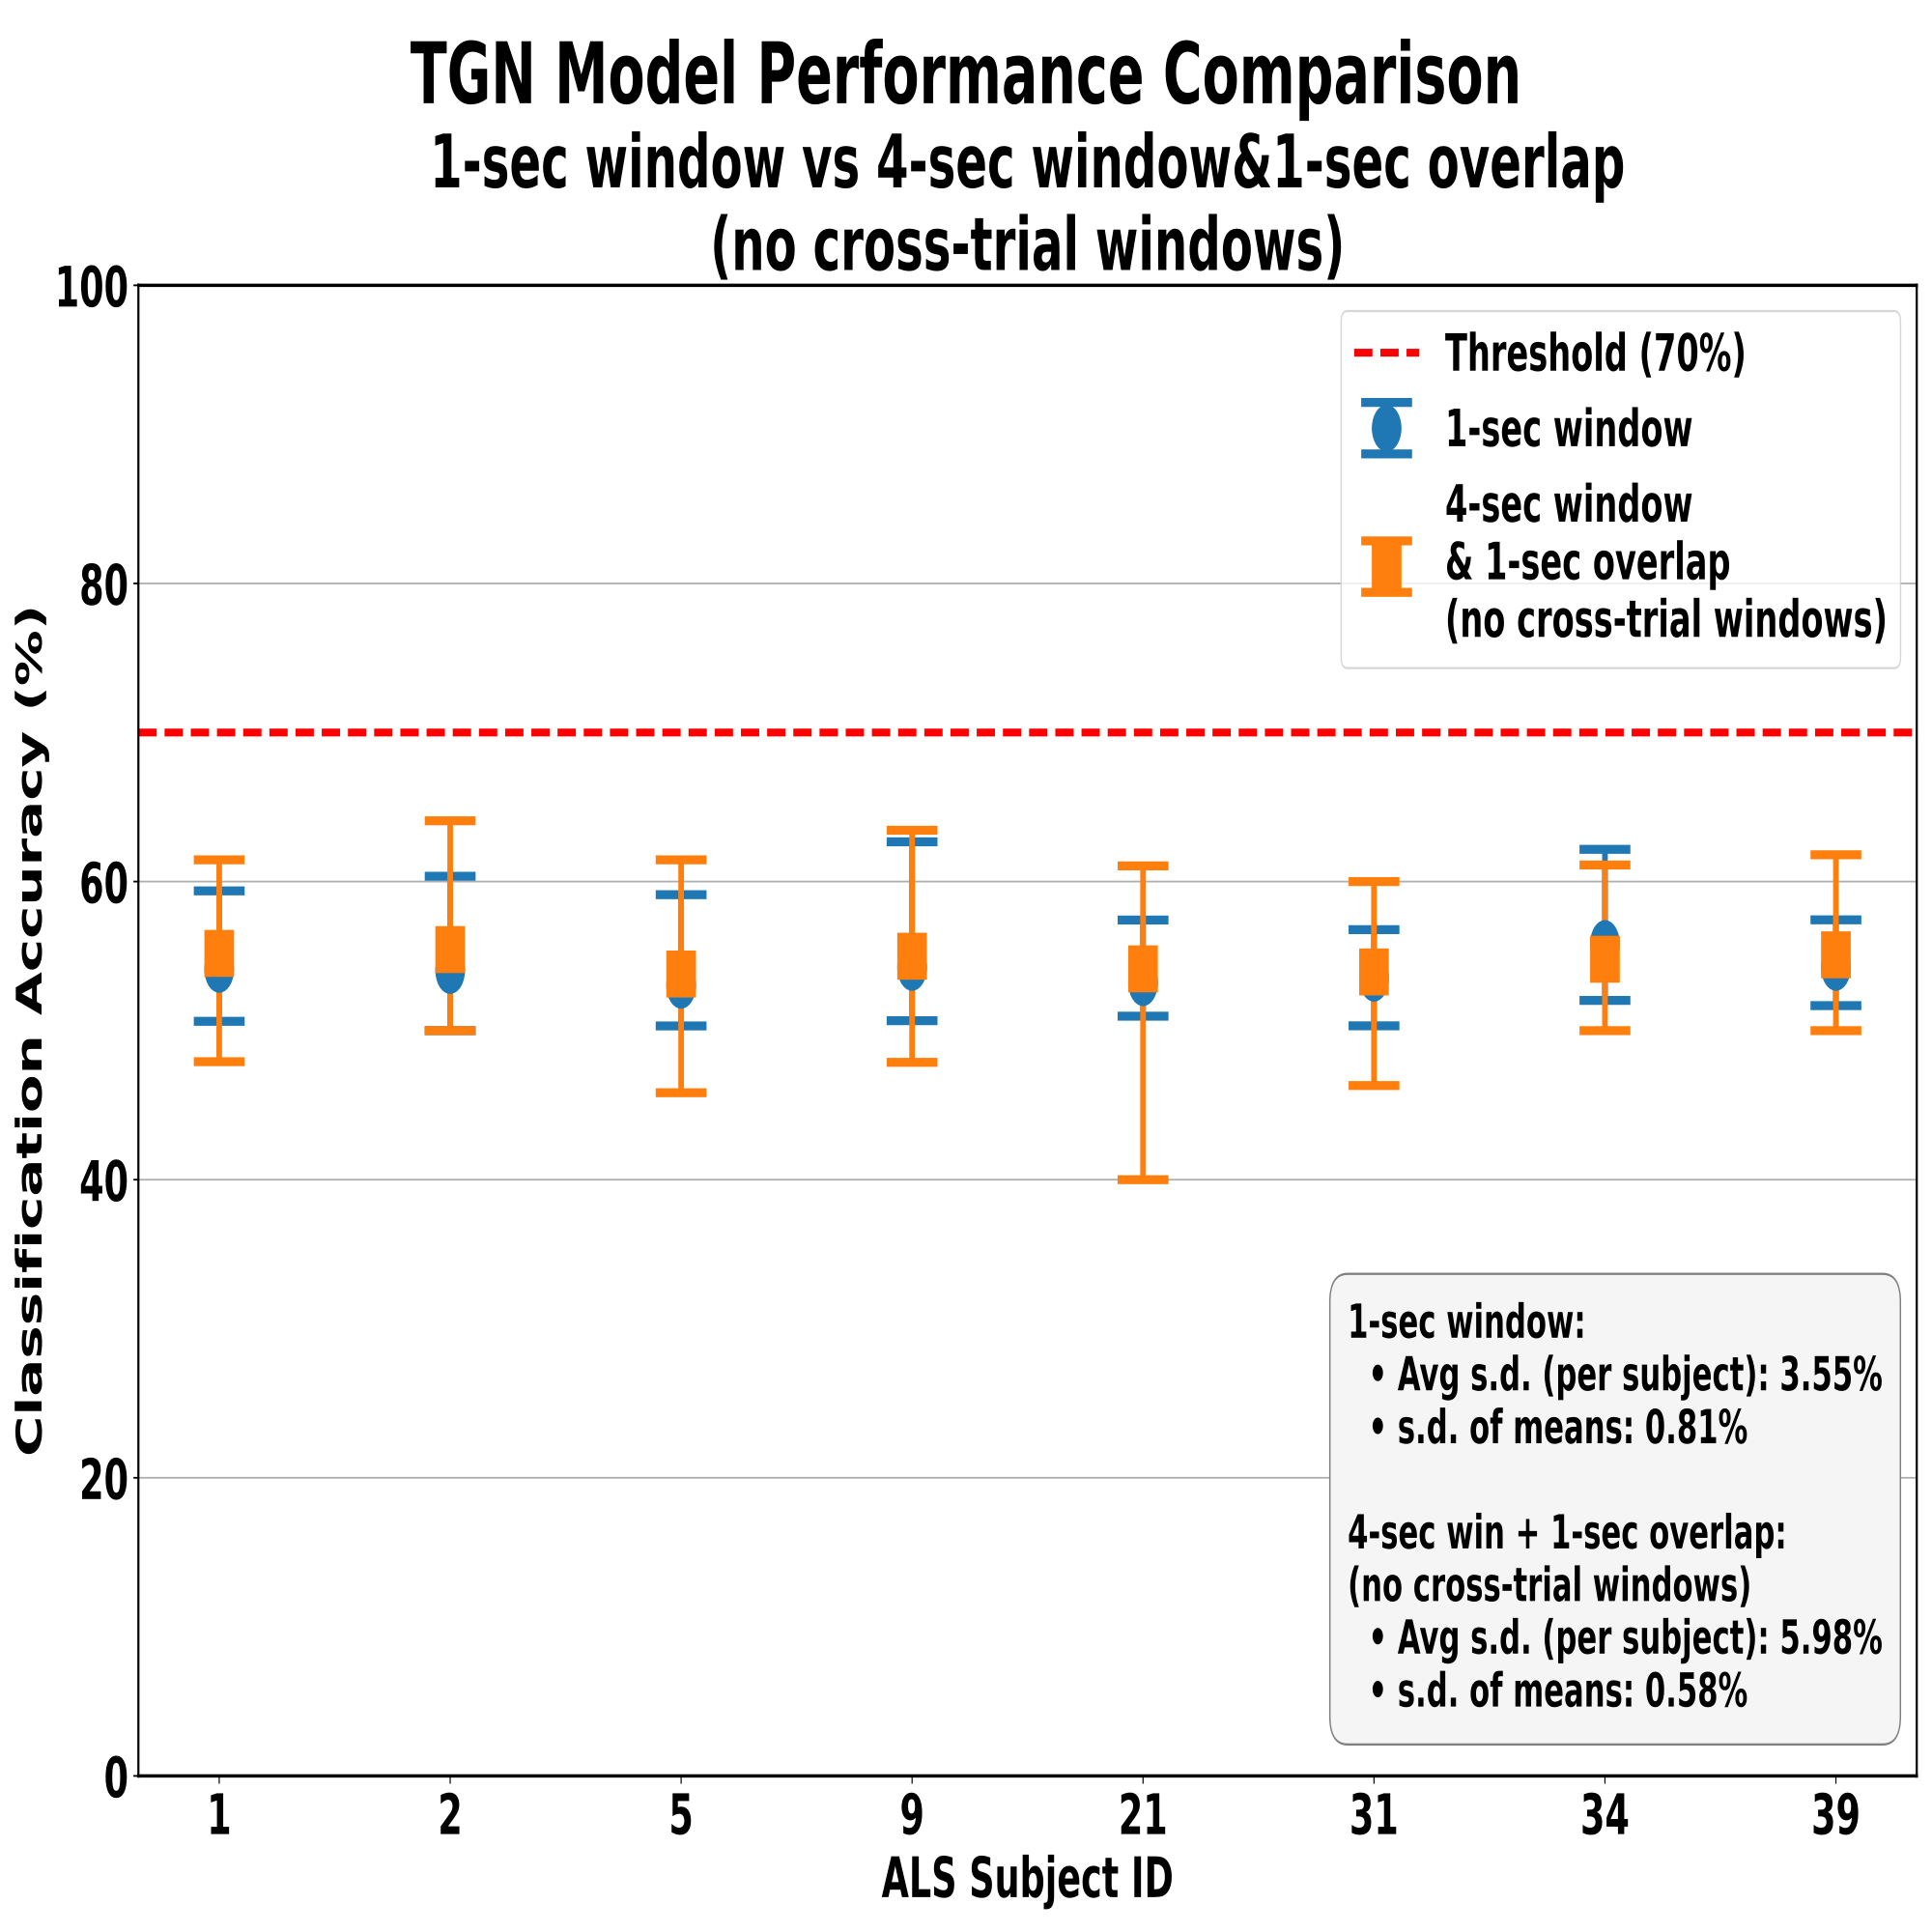 TGN Model Performance Comparison
1-sec window vs 4-sec window&1-sec overlap
(no cross-trial windows)
Classification Accuracy (%)
100
80
60
40
20
0
Threshold (70%)
1-sec window
4-sec window
& 1-sec overlap
(no cross-trial windows)
1-sec window:
• Avg s.d. (per subject): 3.55%
• s.d. of means: 0.81%
4-sec win + 1-sec overlap:
(no cross-trial windows)
• Avg s.d. (per subject): 5.98%
• s.d. of means: 0.58%
1 2 5 9 21 31 34 39
ALS Subject ID